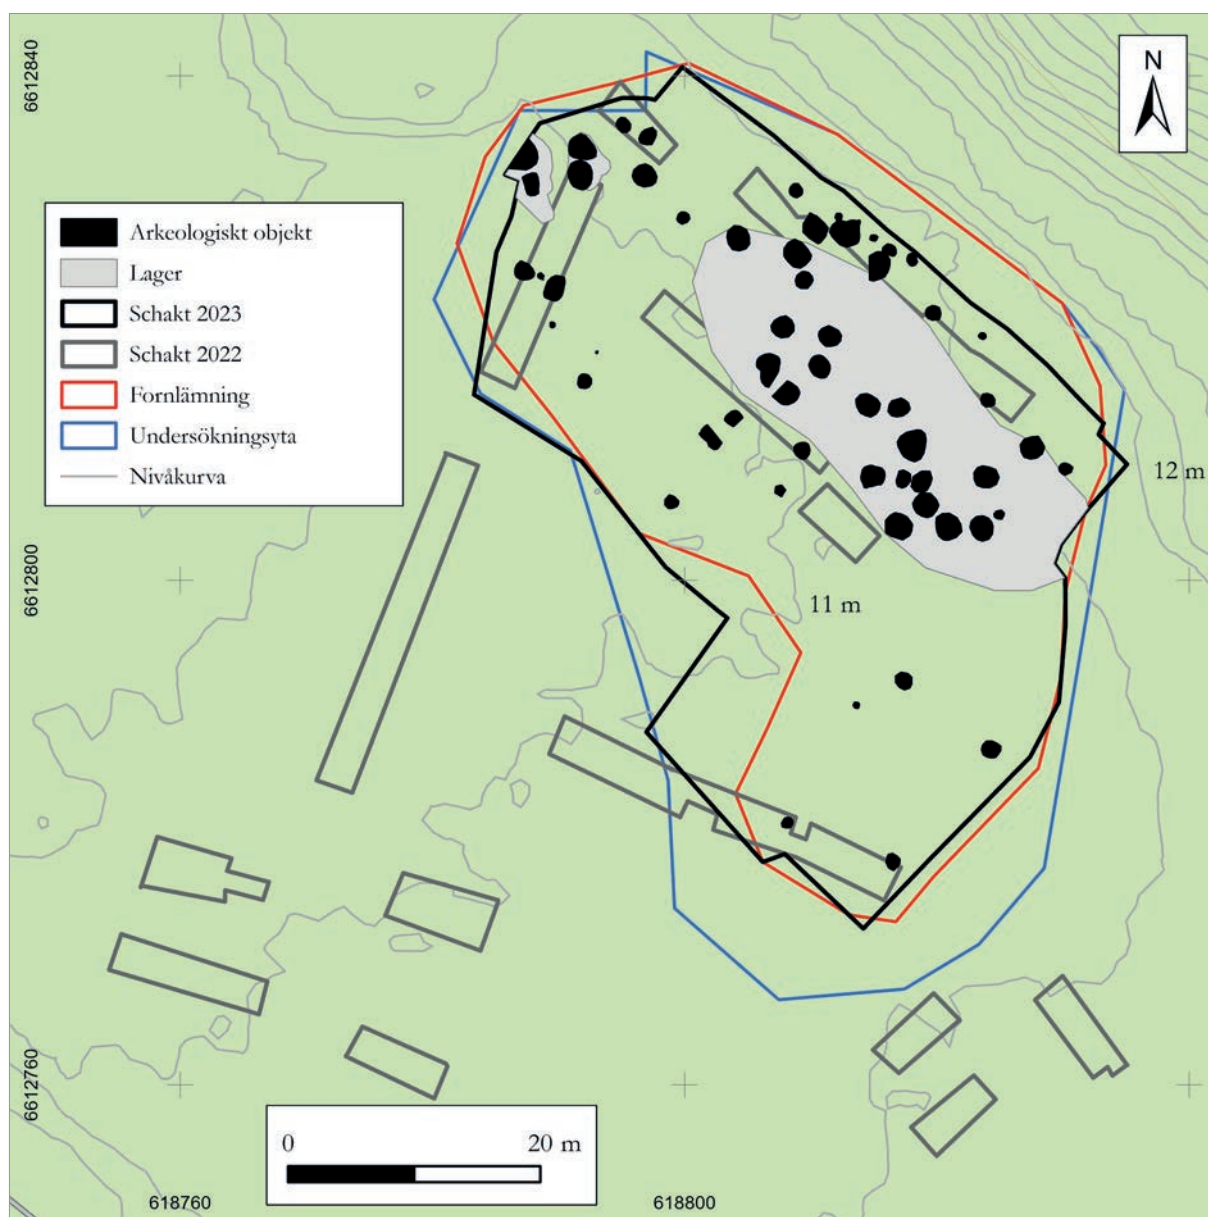 6612840
N
Arkeologiskt objekt
Lager
Schakt 2023
Schakt 2022
Fornlämning
Undersökningsyta
Nivåkurva
12 m
6612800
11 m
6612760
0
20 m
618760
618800